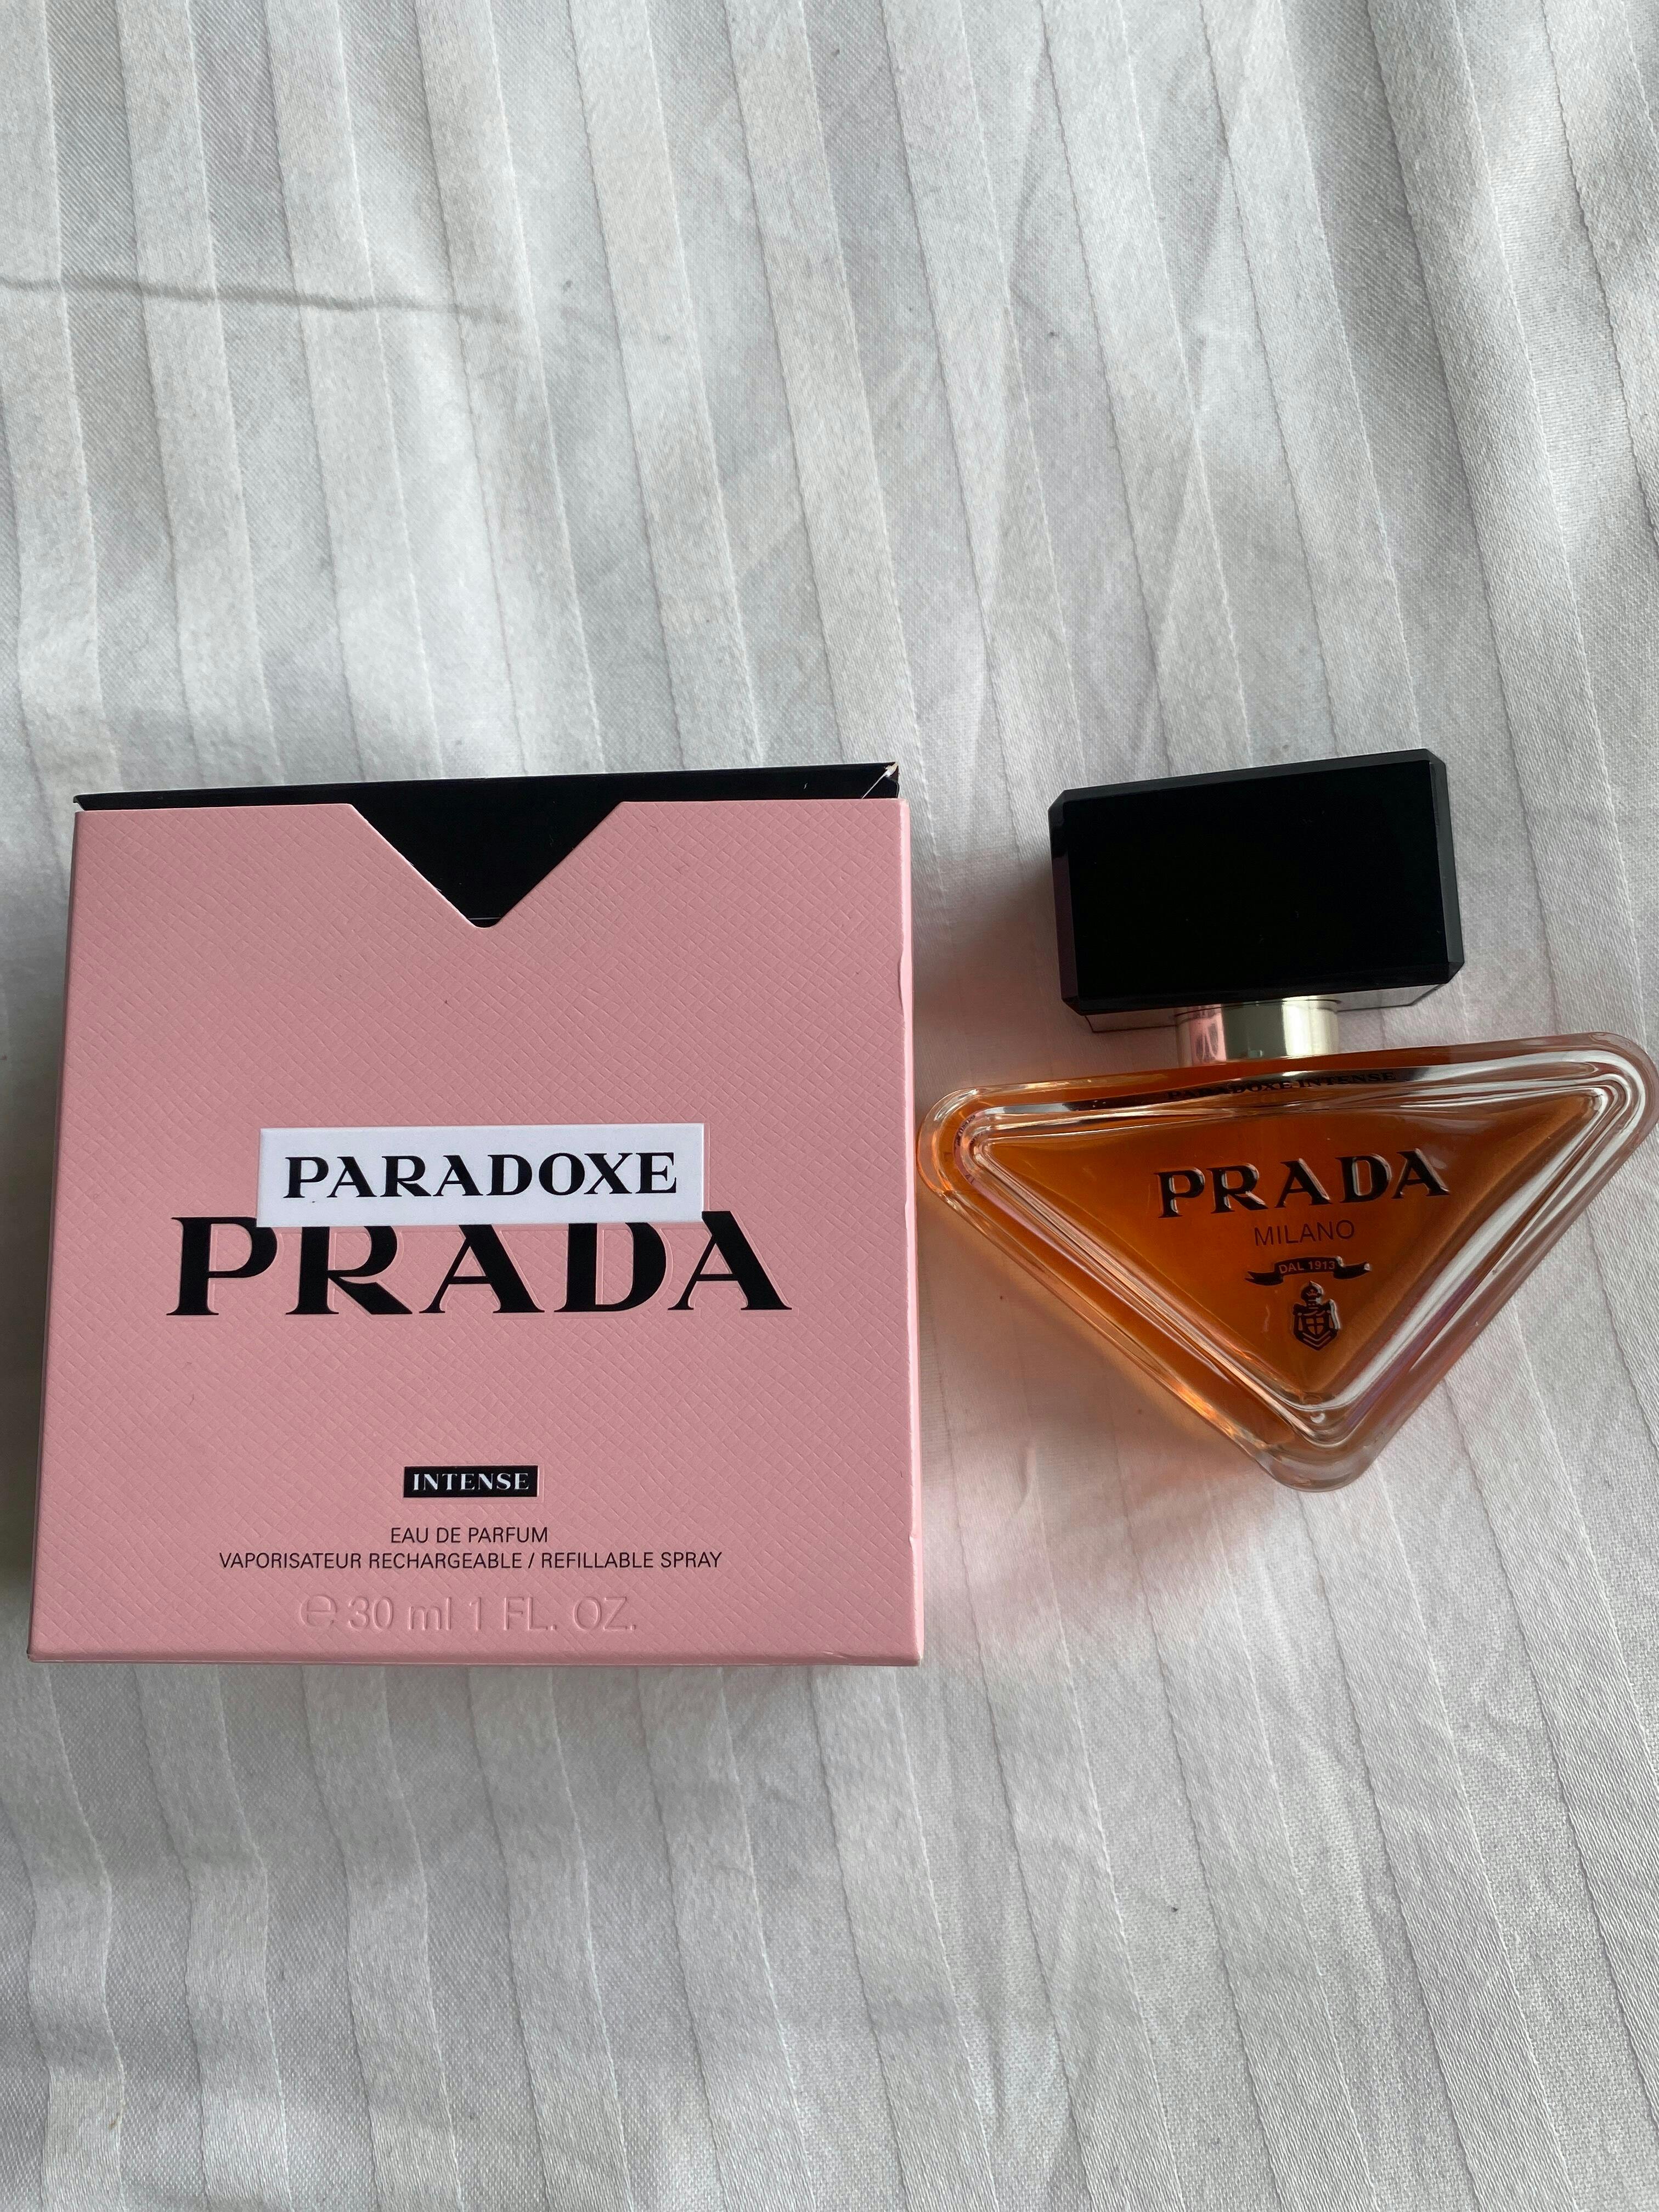 PARADOXE
PRADA
INTENSE
EAU DE PARFUM
VAPORISATEUR RECHARGEABLE / REFILLABLE SPRAY
℮ 30 ml 1 FL. OZ.
PARADOXE INTENSE
PRADA
MILANO
DAL 1913